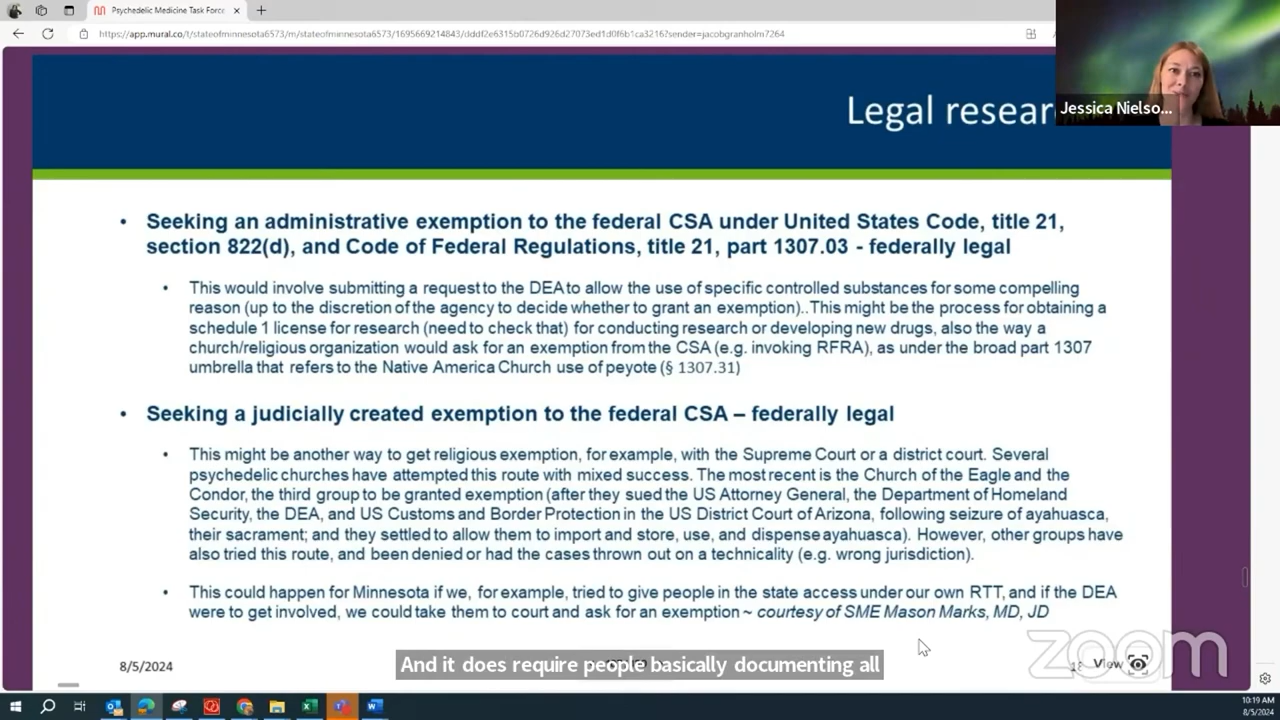 Psychedelic Medicine Task Force
https://app.mural.co/t/stateofminnesota6573/m/stateofminnesota6573/1695669214843/dddf2e6315b0726d926d27073ed1d0f6b1ca3216?sender=jacobgranholm7264
Jessica Nielso...
Legal resear
• Seeking an administrative exemption to the federal CSA under United States Code, title 21,
section 822(d), and Code of Federal Regulations, title 21, part 1307.03 - federally legal
• This would involve submitting a request to the DEA to allow the use of specific controlled substances for some compelling
reason (up to the discretion of the agency to decide whether to grant an exemption)..This might be the process for obtaining a
schedule 1 license for research (need to check that) for conducting research or developing new drugs, also the way a
church/religious organization would ask for an exemption from the CSA (e.g. invoking RFRA), as under the broad part 1307
umbrella that refers to the Native America Church use of peyote (§ 1307.31)
• Seeking a judicially created exemption to the federal CSA – federally legal
• This might be another way to get religious exemption, for example, with the Supreme Court or a district court. Several
psychedelic churches have attempted this route with mixed success. The most recent is the Church of the Eagle and the
Condor, the third group to be granted exemption (after they sued the US Attorney General, the Department of Homeland
Security, the DEA, and US Customs and Border Protection in the US District Court of Arizona, following seizure of ayahuasca,
their sacrament; and they settled to allow them to import and store, use, and dispense ayahuasca). However, other groups have
also tried this route, and been denied or had the cases thrown out on a technicality (e.g. wrong jurisdiction).
• This could happen for Minnesota if we, for example, tried to give people in the state access under our own RTT, and if the DEA
were to get involved, we could take them to court and ask for an exemption ~ courtesy of SME Mason Marks, MD, JD
8/5/2024
And it does require people basically documenting all
View
zoom
10:19 AM
8/5/2024